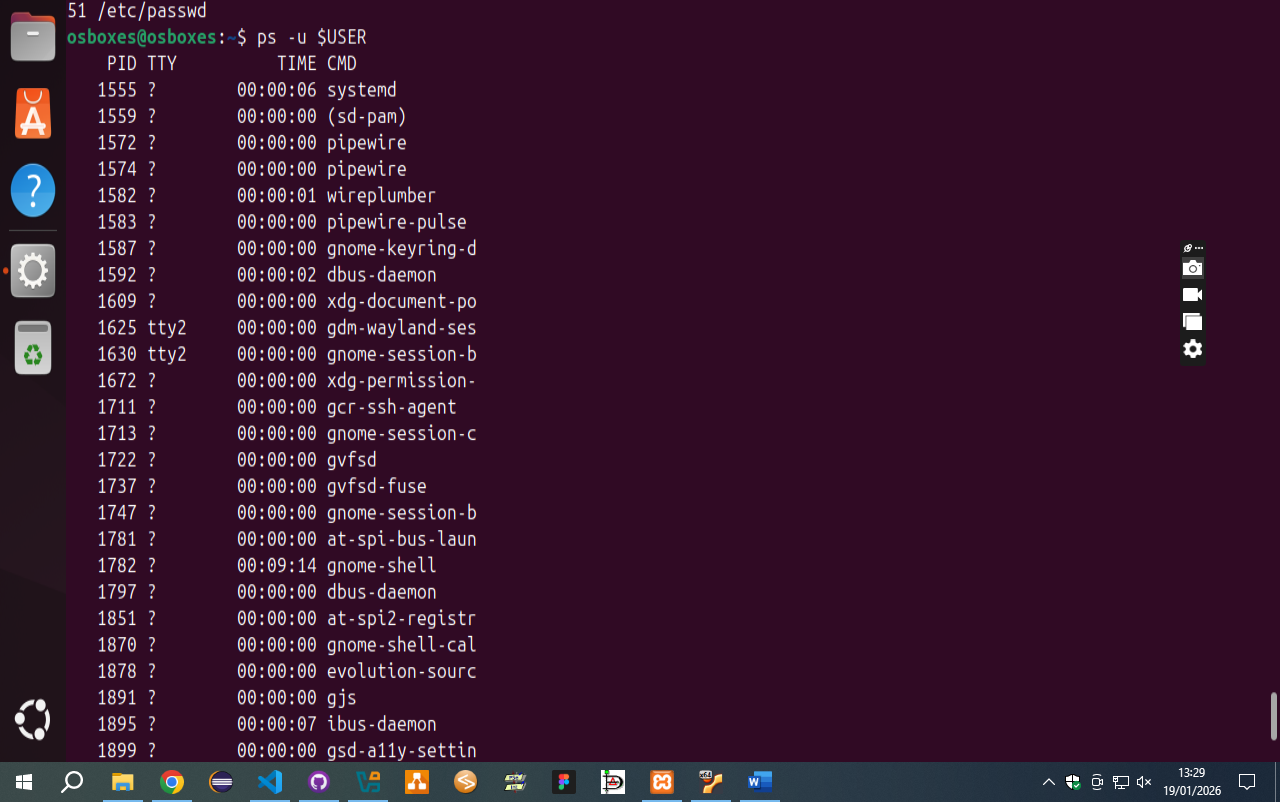 51 /etc/passwd
osboxes@osboxes:~$ ps -u $USER
    PID TTY          TIME CMD
   1555 ?        00:00:06 systemd
   1559 ?        00:00:00 (sd-pam)
   1572 ?        00:00:00 pipewire
   1574 ?        00:00:00 pipewire
   1582 ?        00:00:01 wireplumber
   1583 ?        00:00:00 pipewire-pulse
   1587 ?        00:00:00 gnome-keyring-d
   1592 ?        00:00:02 dbus-daemon
   1609 ?        00:00:00 xdg-document-po
   1625 tty2     00:00:00 gdm-wayland-ses
   1630 tty2     00:00:00 gnome-session-b
   1672 ?        00:00:00 xdg-permission-
   1711 ?        00:00:00 gcr-ssh-agent
   1713 ?        00:00:00 gnome-session-c
   1722 ?        00:00:00 gvfsd
   1737 ?        00:00:00 gvfsd-fuse
   1747 ?        00:00:00 gnome-session-b
   1781 ?        00:00:00 at-spi-bus-laun
   1782 ?        00:09:14 gnome-shell
   1797 ?        00:00:00 dbus-daemon
   1851 ?        00:00:00 at-spi2-registr
   1870 ?        00:00:00 gnome-shell-cal
   1878 ?        00:00:00 evolution-sourc
   1891 ?        00:00:00 gjs
   1895 ?        00:00:07 ibus-daemon
   1899 ?        00:00:00 gsd-a11y-settin
13:29
19/01/2026